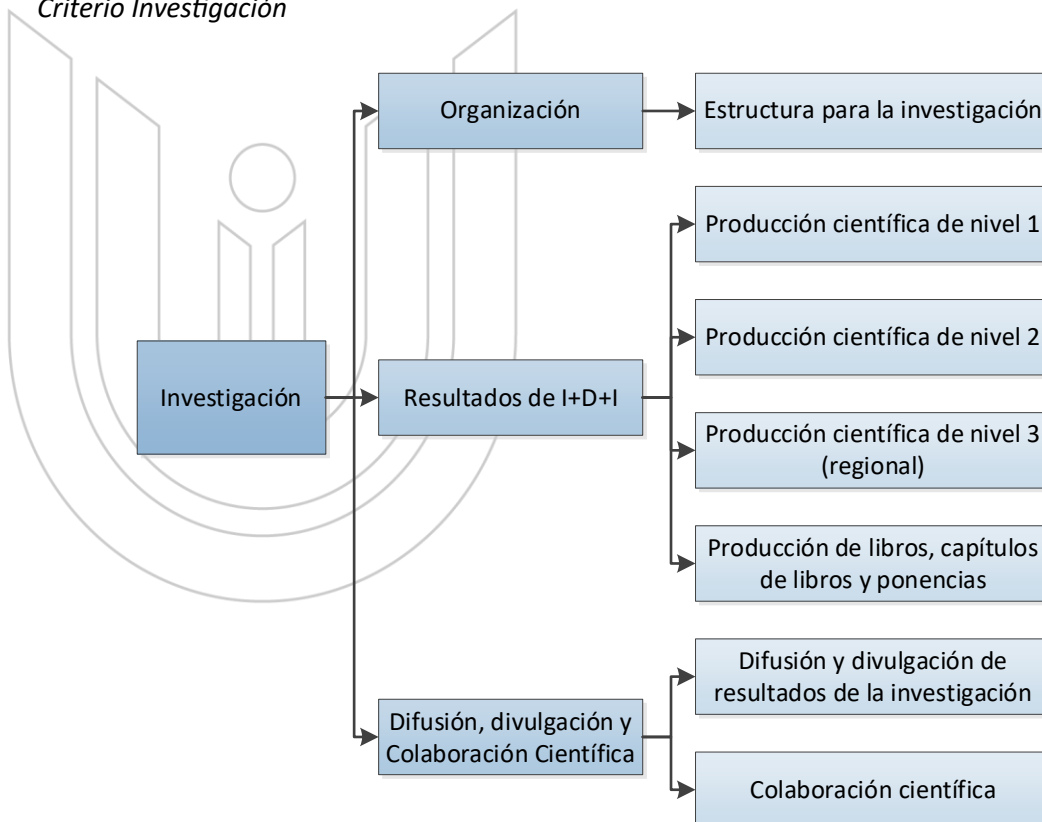 Criterio Investigación
Organización
Estructura para la investigación
Producción científica de nivel 1
Producción científica de nivel 2
Investigación
Resultados de I+D+I
Producción científica de nivel 3
(regional)
Producción de libros, capítulos
de libros y ponencias
Difusión, divulgación y
Colaboración Científica
Difusión y divulgación de
resultados de la investigación
Colaboración científica